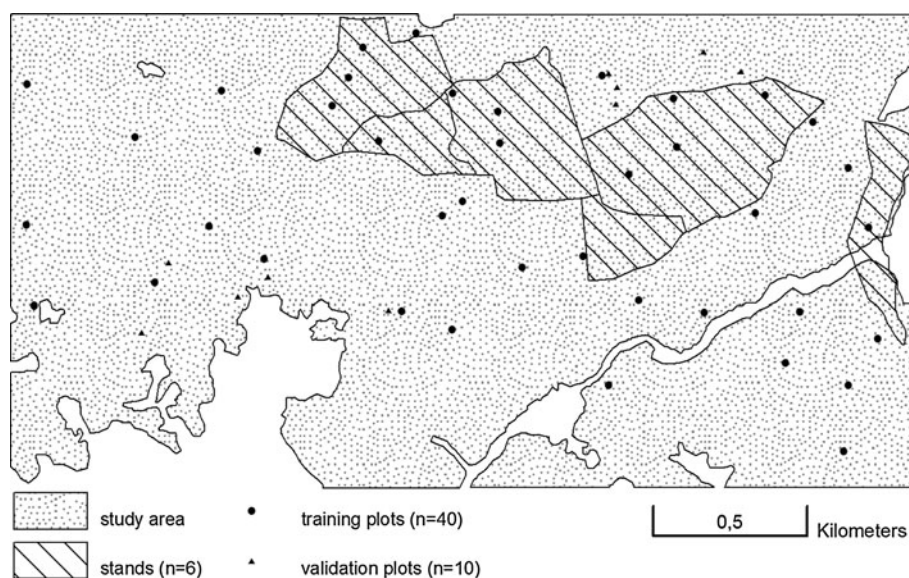 study area
training plots (n=40)
0,5
Kilometers
stands (n=6)
validation plots (n=10)